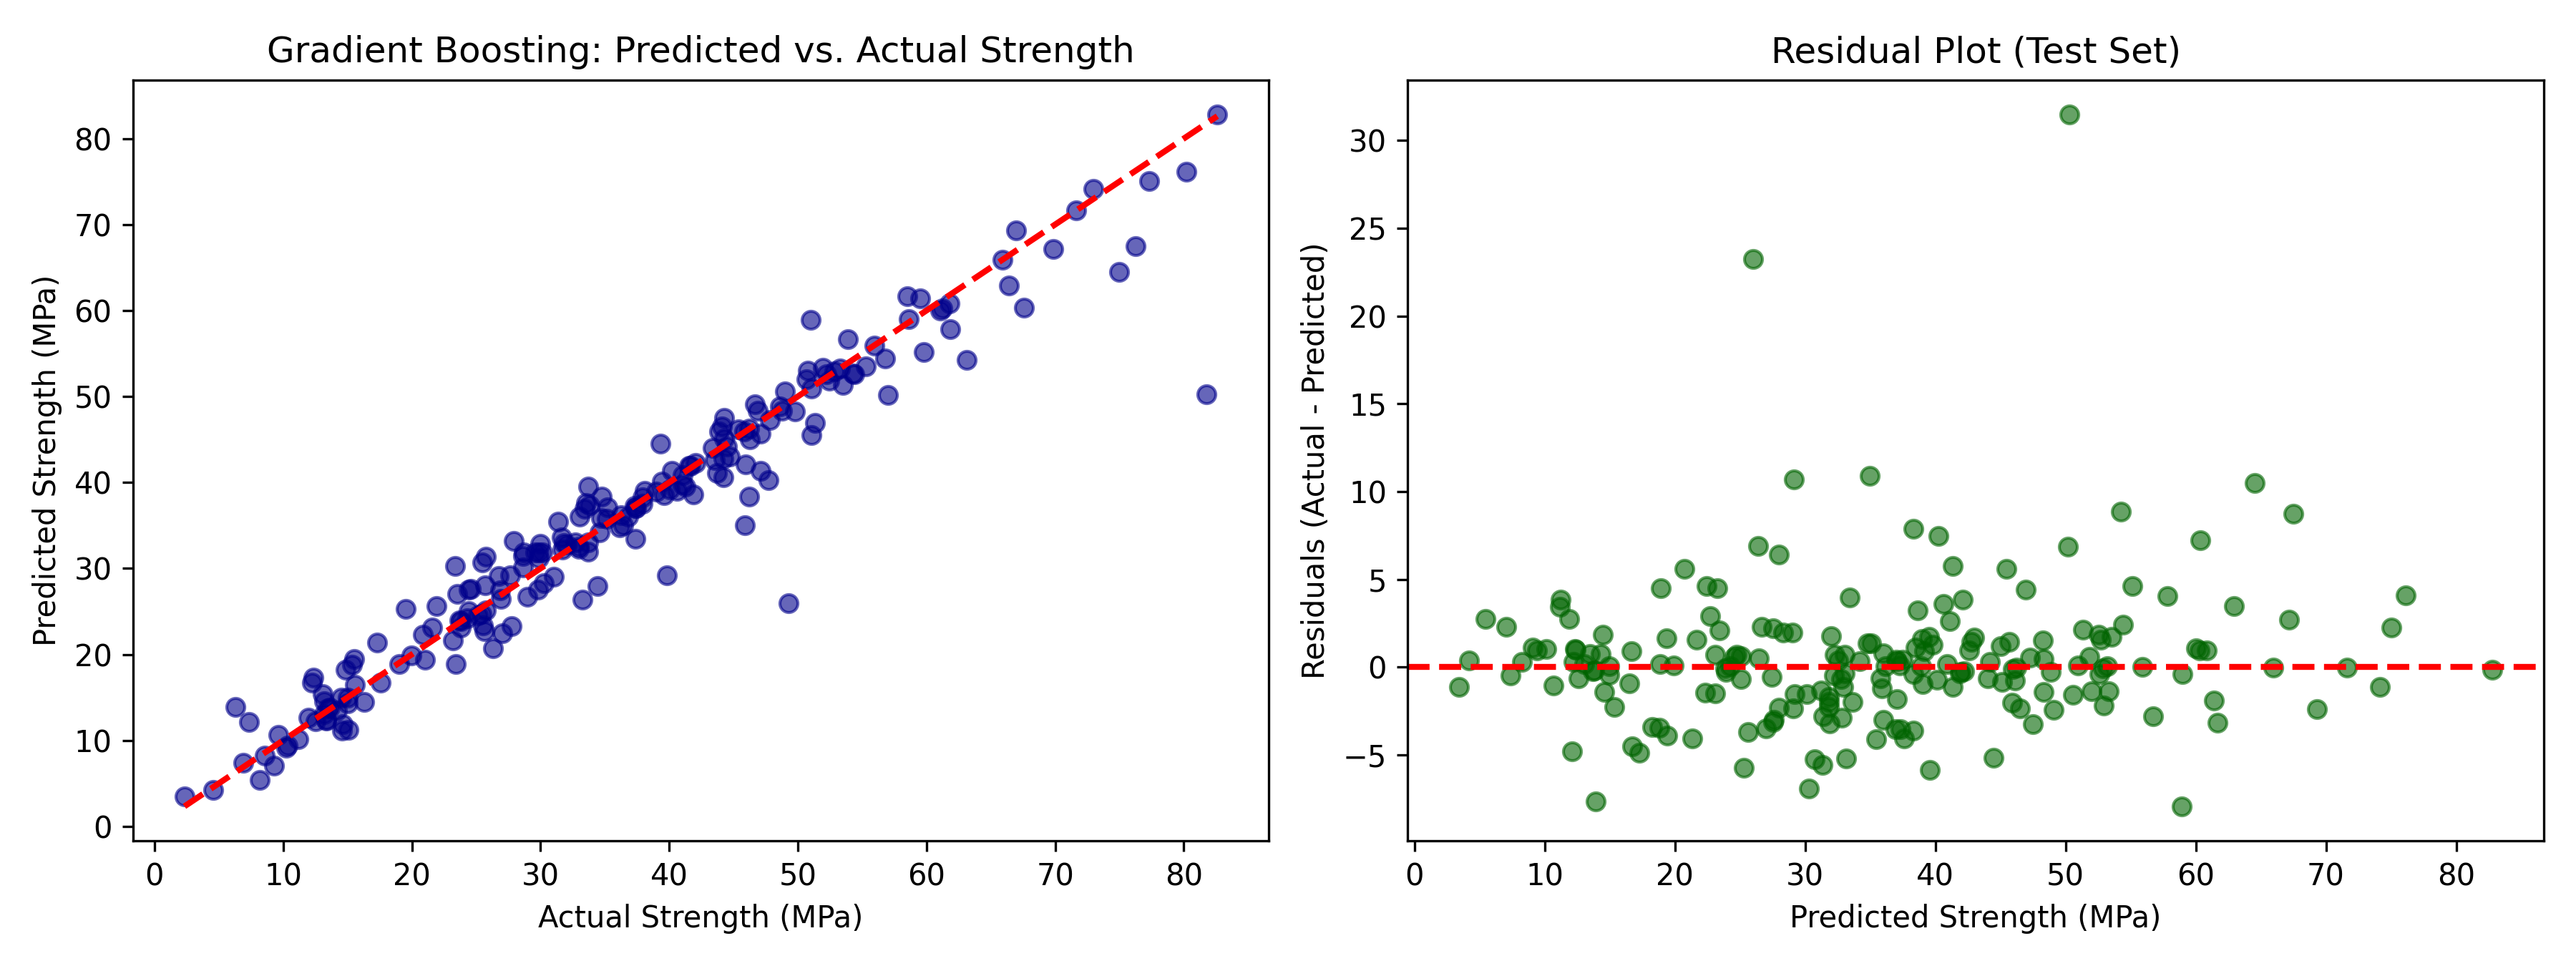 Gradient Boosting: Predicted vs. Actual Strength
80
70
60
50
40
30
20
10
0
Predicted Strength (MPa)
0 10 20 30 40 50 60 70 80
Actual Strength (MPa)
Residual Plot (Test Set)
30
25
20
15
10
5
0
−5
Residuals (Actual - Predicted)
0 10 20 30 40 50 60 70 80
Predicted Strength (MPa)